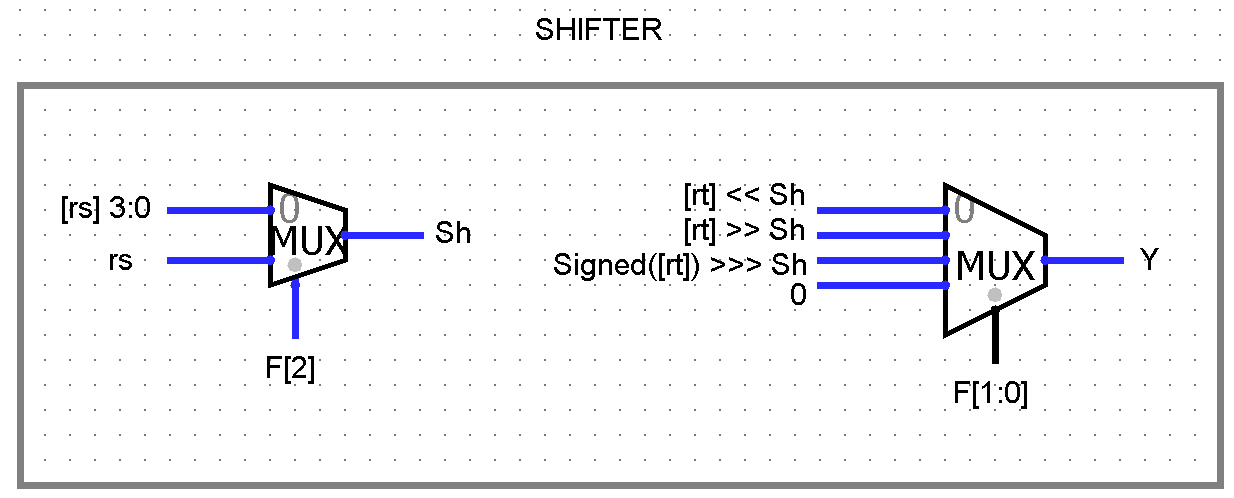 SHIFTER
[rs] 3:0
0
MUX
Sh
rs
F[2]
[rt] << Sh
[rt] >> Sh
Signed([rt]) >>> Sh
0
0
MUX
Y
F[1:0]